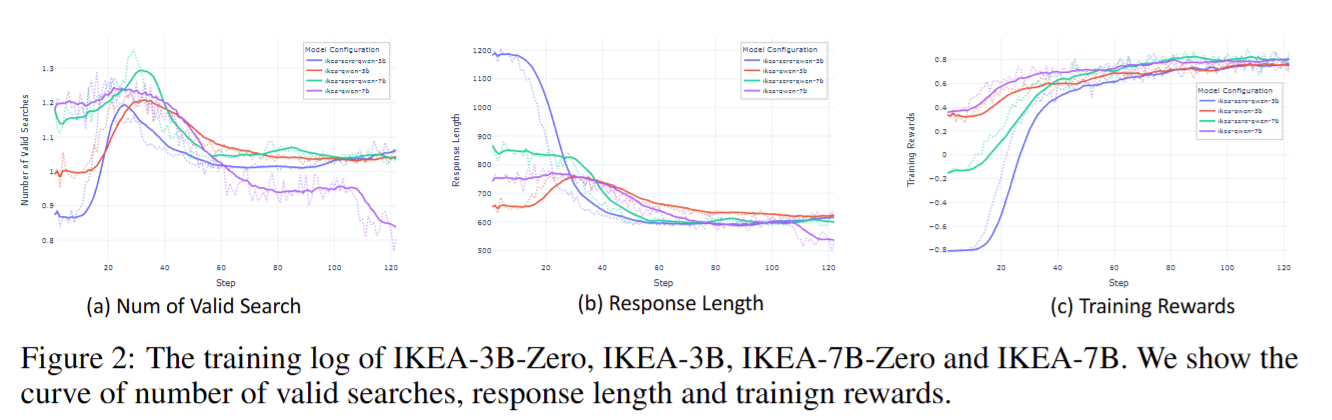 Model Configuration
ikea-zero-qwen-3b
ikea-qwen-3b
ikea-zero-qwen-7b
ikea-qwen-7b
Number of Valid Searches
1.3
1.2
1.1
1
0.9
0.8
20
40
60
80
100
120
Step
(a) Num of Valid Search
Model Configuration
ikea-zero-qwen-3b
ikea-qwen-3b
ikea-zero-qwen-7b
ikea-qwen-7b
Response Length
1200
1100
1000
900
800
700
600
500
20
40
60
80
100
120
Step
(b) Response Length
Model Configuration
ikea-zero-qwen-3b
ikea-qwen-3b
ikea-zero-qwen-7b
ikea-qwen-7b
Training Rewards
0.8
0.6
0.4
0.2
0
−0.2
−0.4
−0.6
−0.8
20
40
60
80
100
120
Step
(c) Training Rewards
Figure 2: The training log of IKEA-3B-Zero, IKEA-3B, IKEA-7B-Zero and IKEA-7B. We show the
curve of number of valid searches, response length and trainign rewards.